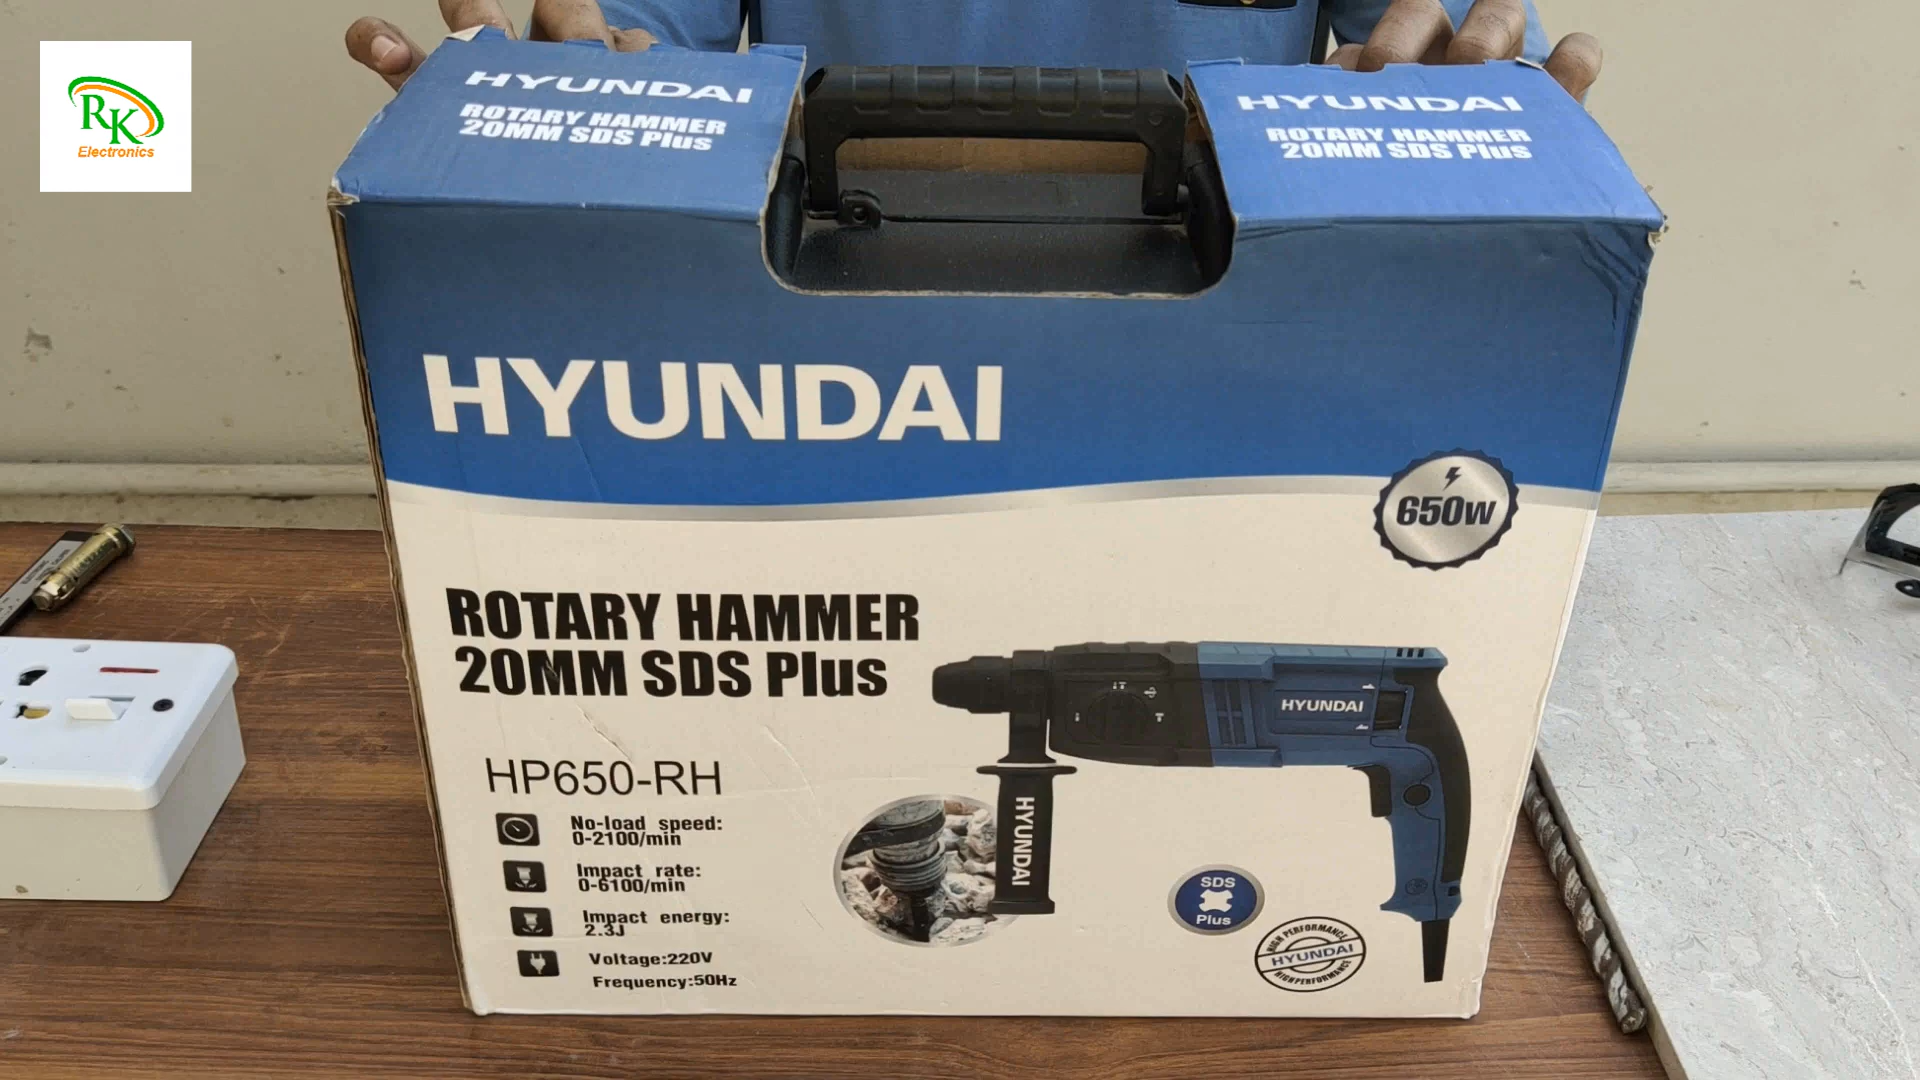 RK
Electronics
HYUNDAI
ROTARY HAMMER
20MM SDS Plus
HYUNDAI
ROTARY HAMMER
20MM SDS Plus
HYUNDAI
650W
ROTARY HAMMER
20MM SDS Plus
HYUNDAI
HP650-RH
No-load speed:
0-2100/min
Impact rate:
0-6100/min
Impact energy:
2.3J
Voltage:220V
Frequency:50Hz
HYUNDAI
SDS
Plus
HIGH PERFORMANCE
HYUNDAI
HIGH PERFORMANCE